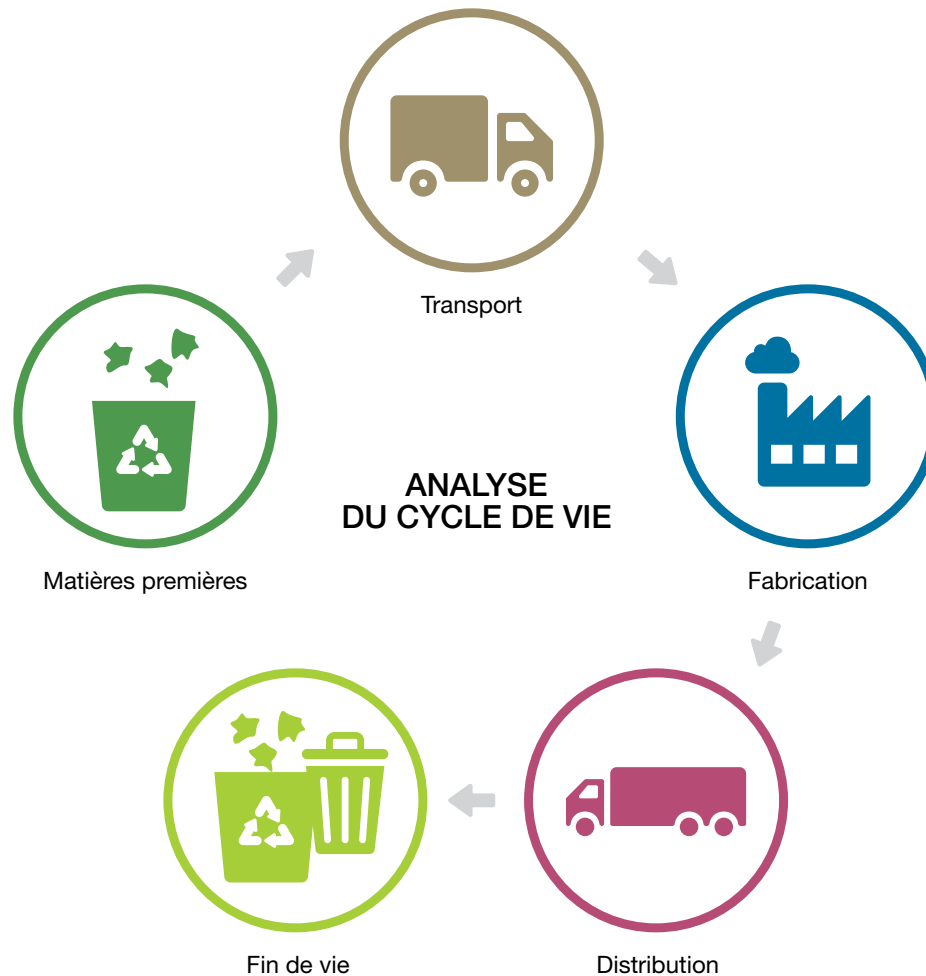 Transport
Matières premières
ANALYSE
DU CYCLE DE VIE
Fabrication
Fin de vie
Distribution